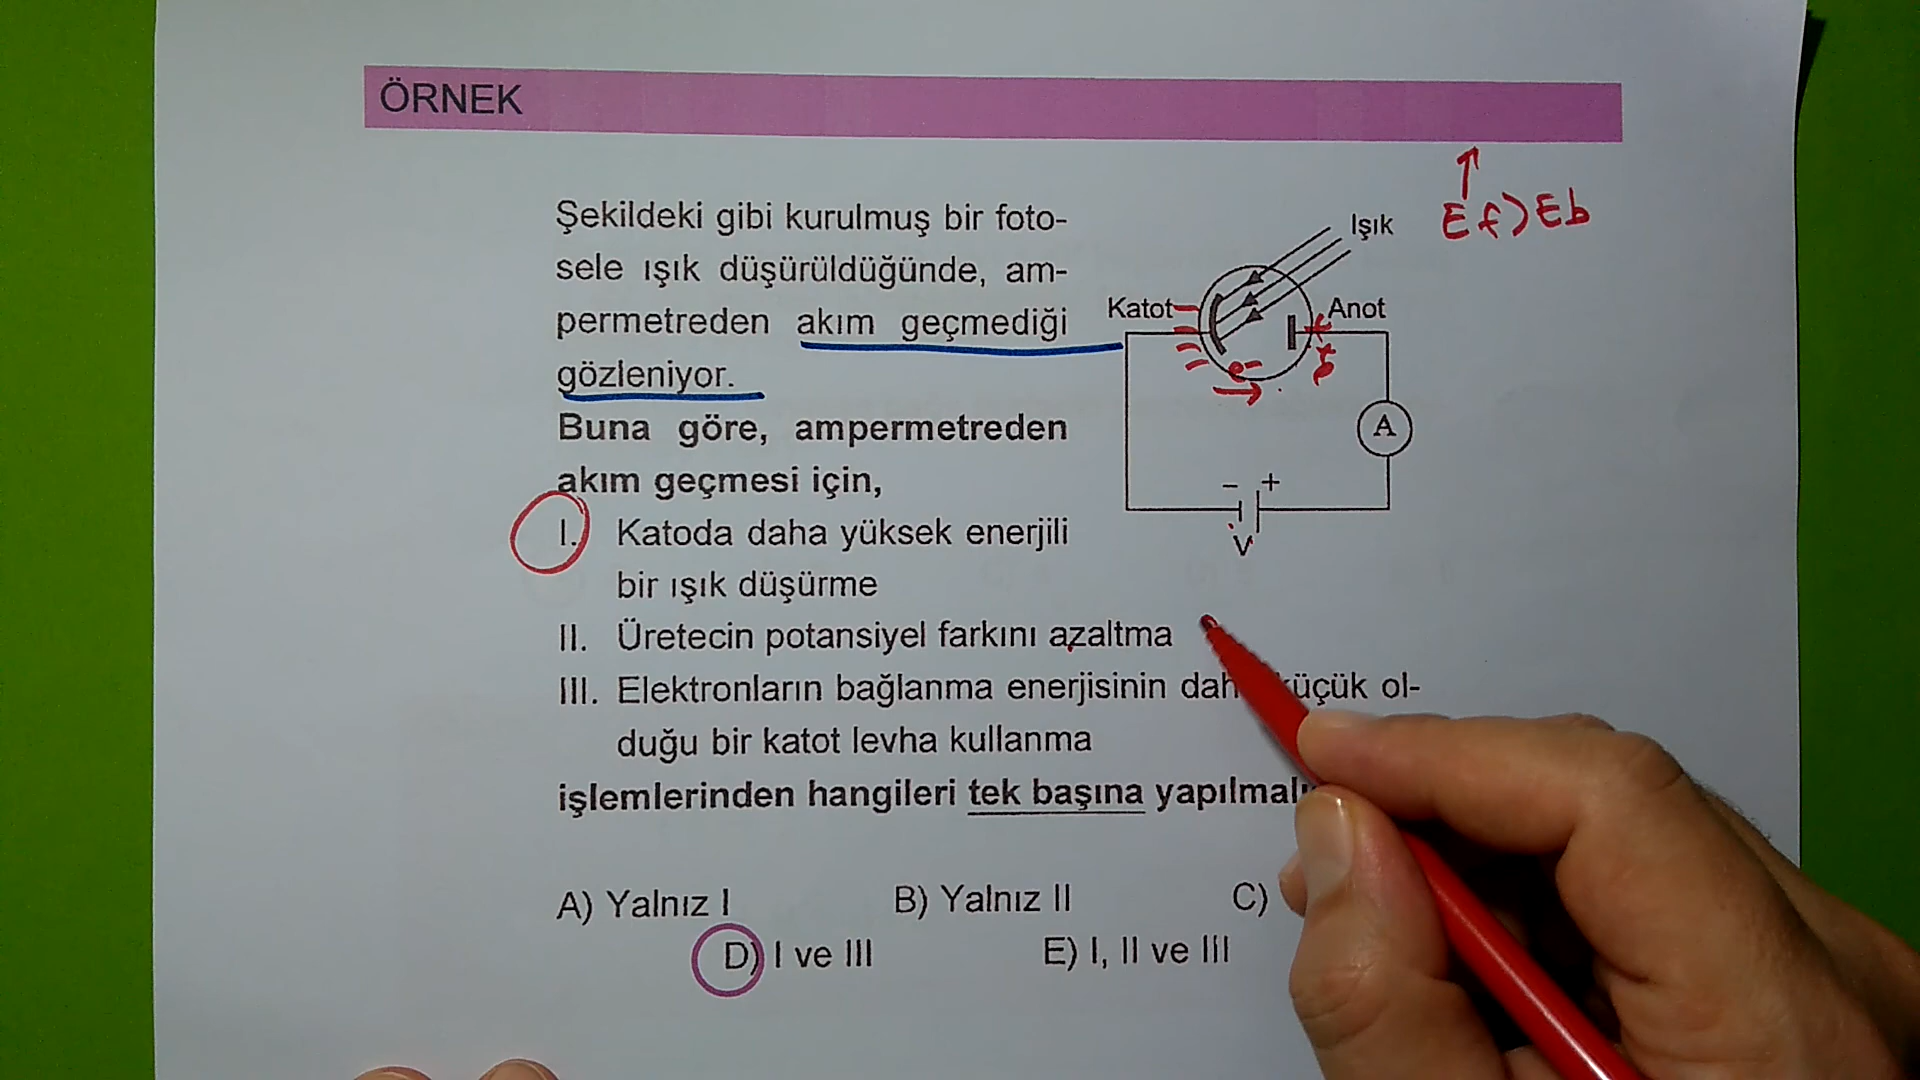 ÖRNEK
Ef>Eb
Şekildeki gibi kurulmuş bir foto-
sele ışık düşürüldüğünde, am-
permetreden akım geçmediği
gözleniyor.
Buna göre, ampermetreden
akım geçmesi için,
I. Katoda daha yüksek enerjili
bir ışık düşürme
II. Üretecin potansiyel farkını azaltma
III. Elektronların bağlanma enerjisinin küçük ol-
duğu bir katot levha kullanma
işlemlerinden hangileri tek başına
A) Yalnız I
B) Yalnız II
C)
D) I ve III
E) I, II ve III
Işık
Katot
Anot
e-
A
- +
V